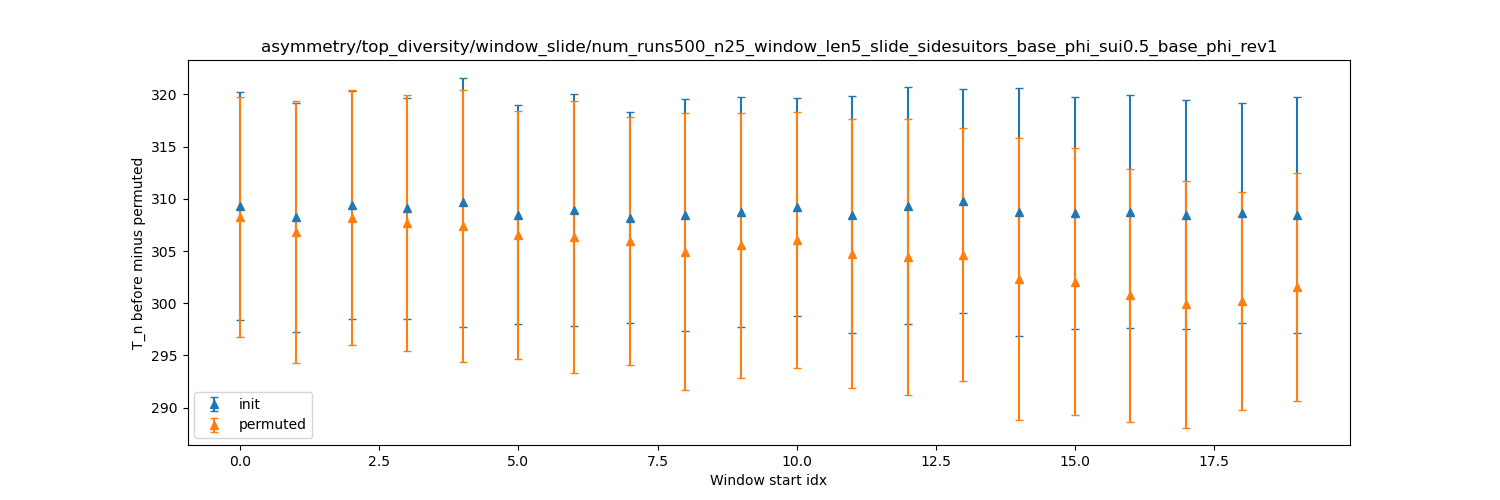 asymmetry/top_diversity/window_slide/num_runs500_n25_window_len5_slide_sidesuitors_base_phi_sui0.5_base_phi_rev1
T_n before minus permuted
320
315
310
305
300
295
290
init
permuted
0.0 2.5 5.0 7.5 10.0 12.5 15.0 17.5
Window start idx